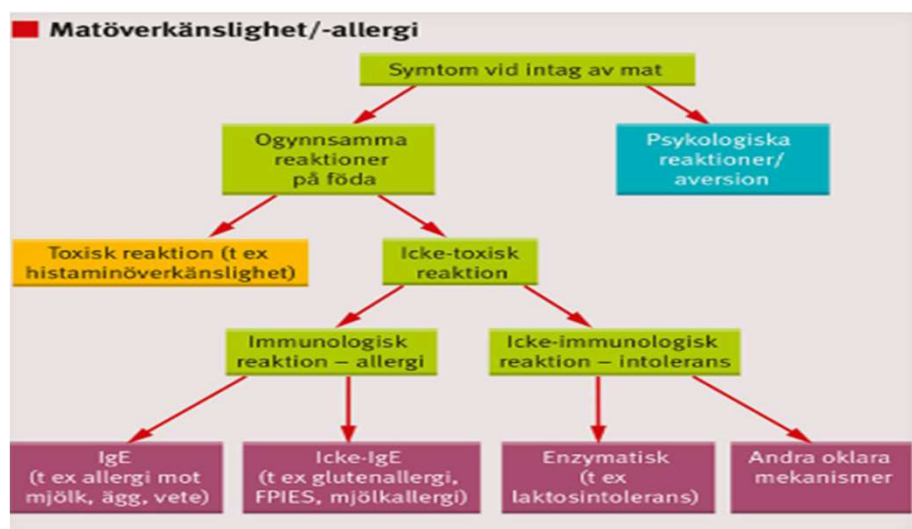 Matöverkänslighet/-allergi
Symtom vid intag av mat
Ogynnsamma
reaktioner
på föda
Psykologiska
reaktioner/
aversion
Toxisk reaktion (t ex
histaminöverkänslighet)
Icke-toxisk
reaktion
Immunologisk
reaktion – allergi
Icke-immunologisk
reaktion – intolerans
IgE
(t ex allergi mot
mjölk, ägg, vete)
Icke-IgE
(t ex glutenallergi,
FPIES, mjölkallergi)
Enzymatisk
(t ex
laktosintolerans)
Andra oklara
mekanismer